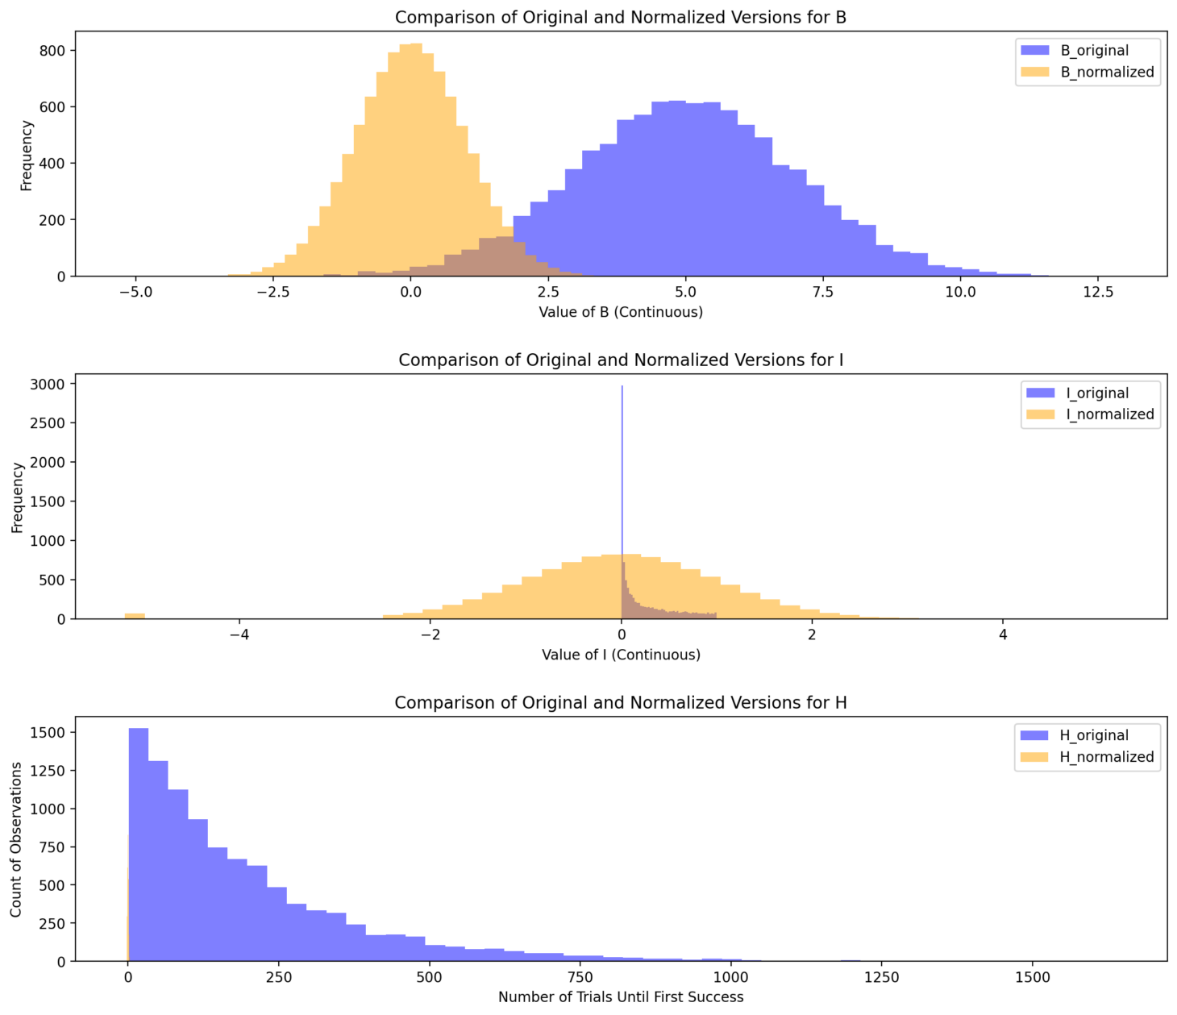 Comparison of Original and Normalized Versions for B
B_original
B_normalized
Frequency
800
600
400
200
0
−5.0 −2.5 0.0 2.5 5.0 7.5 10.0 12.5
Value of B (Continuous)
Comparison of Original and Normalized Versions for I
I_original
I_normalized
Frequency
3000
2500
2000
1500
1000
500
0
−4 −2 0 2 4
Value of I (Continuous)
Comparison of Original and Normalized Versions for H
H_original
H_normalized
Count of Observations
1500
1250
1000
750
500
250
0
0 250 500 750 1000 1250 1500
Number of Trials Until First Success